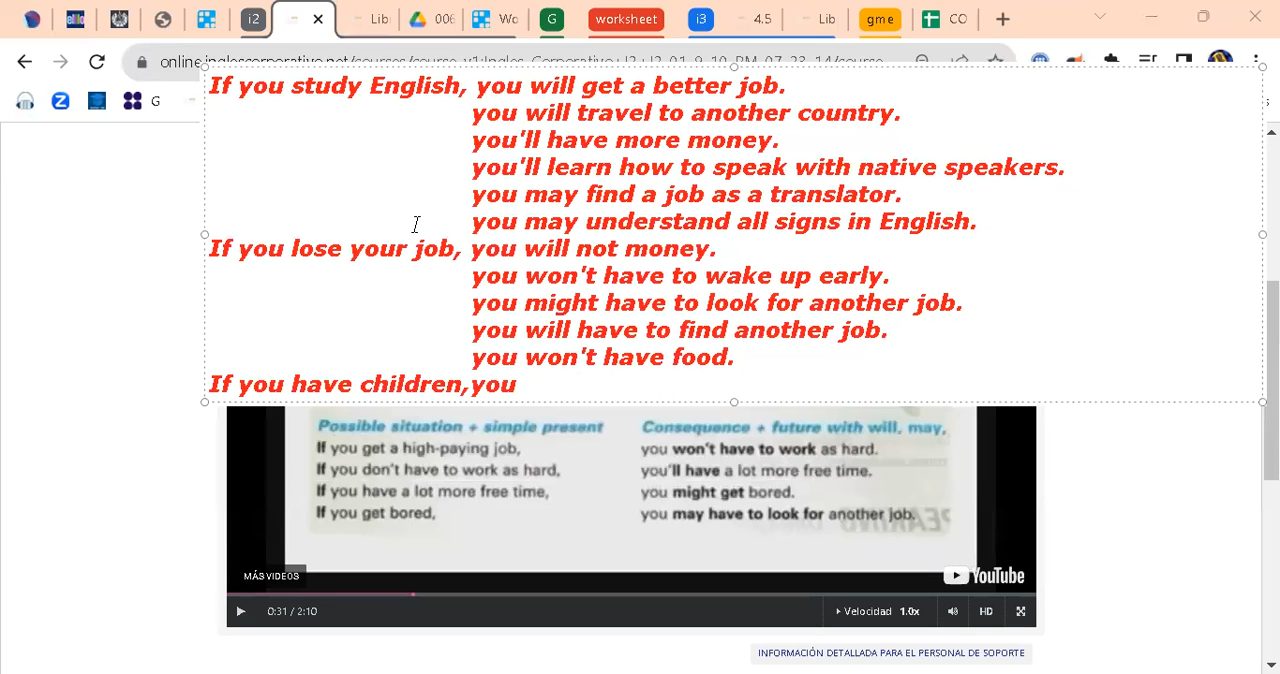 i2
Lib
006
Wo
G
worksheet
i3
4.5
Lib
gme
CO
G
If you study English, you will get a better job.
you will travel to another country.
you'll have more money.
you'll learn how to speak with native speakers.
you may find a job as a translator.
you may understand all signs in English.
If you lose your job, you will not money.
you won't have to wake up early.
you might have to look for another job.
you will have to find another job.
you won't have food.
If you have children,you
Possible situation + simple present Consequence + future with will, may,
If you get a high-paying job, you won't have to work as hard.
If you don't have to work as hard, you'll have a lot more free time.
If you have a lot more free time, you might get bored.
If you get bored, you may have to look for another job.
MÁS VIDEOS YouTube
0:31 / 2:10 Velocidad 1.0x HD
INFORMACIÓN DETALLADA PARA EL PERSONAL DE SOPORTE